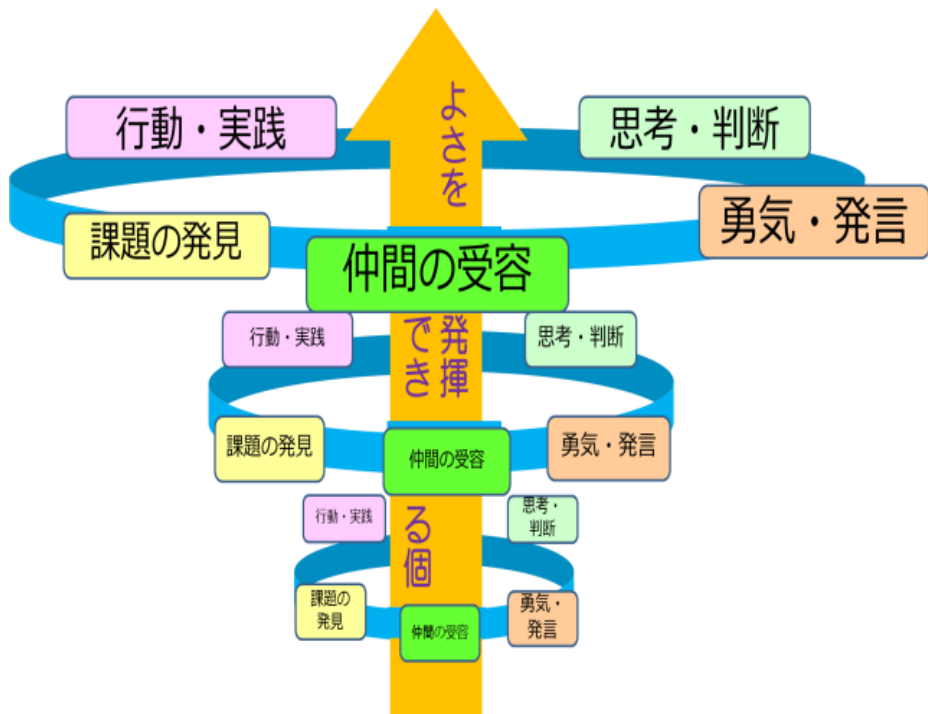 よさを発揮
できる個
行動・実践
思考・判断
課題の発見
勇気・発言
仲間の受容
行動・実践
思考・判断
課題の発見
勇気・発言
仲間の受容
行動・実践
思考・
判断
課題の
発見
勇気・
発言
仲間の受容